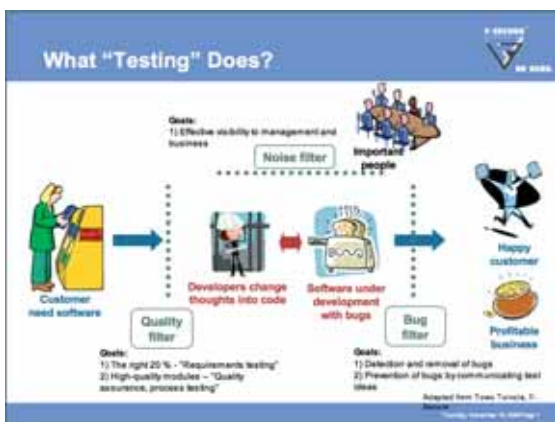 What “Testing” Does?
F-SECURE
BE SURE
Goals:
1) Effective visibility to management and
business
Noise filter
Important
people
Customer
need software
Developers change
thoughts into code
Software under
development
with bugs
Happy
customer
Profitable
business
Quality
filter
Bug
filter
Goals:
1) The right 20 % - "Requirements testing"
2) High-quality modules – "Quality
assurance, process testing"
Goals:
1) Detection and removal of bugs
2) Prevention of bugs by communicating test
ideas
Adapted from